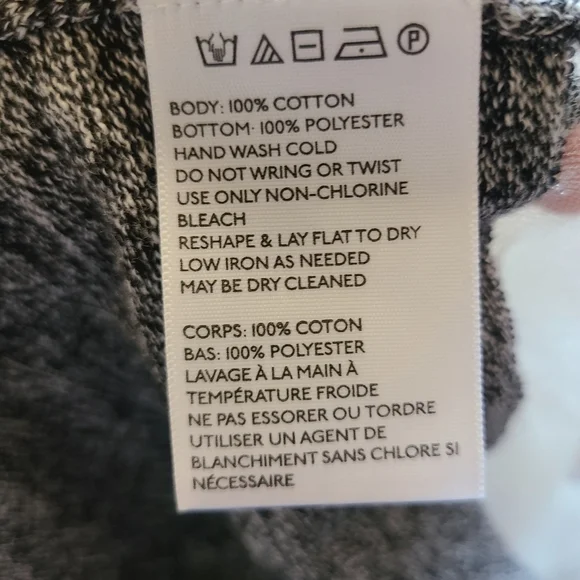 P
BODY: 100% COTTON
BOTTOM: 100% POLYESTER
HAND WASH COLD
DO NOT WRING OR TWIST
USE ONLY NON-CHLORINE
BLEACH
RESHAPE & LAY FLAT TO DRY
LOW IRON AS NEEDED
MAY BE DRY CLEANED
CORPS: 100% COTON
BAS: 100% POLYESTER
LAVAGE À LA MAIN À
TEMPÉRATURE FROIDE
NE PAS ESSORER OU TORDRE
UTILISER UN AGENT DE
BLANCHIMENT SANS CHLORE SI
NÉCESSAIRE